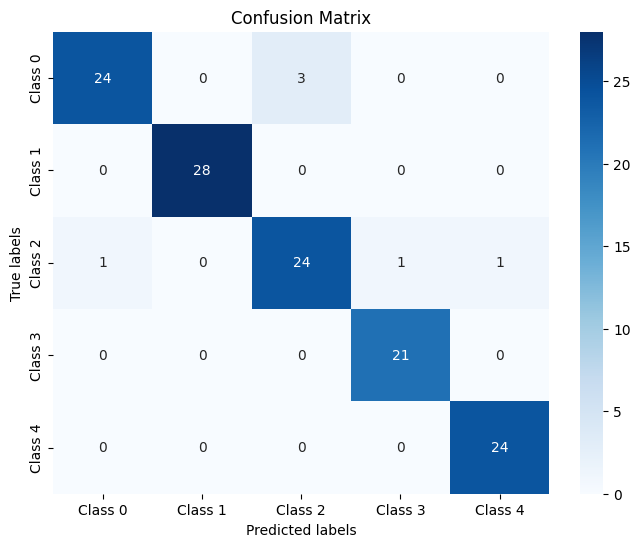 Confusion Matrix
True labels
Class 0
24 0 3 0 0
Class 1
0 28 0 0 0
Class 2
1 0 24 1 1
Class 3
0 0 0 21 0
Class 4
0 0 0 0 24
Class 0 Class 1 Class 2 Class 3 Class 4
Predicted labels
25
20
15
10
5
0